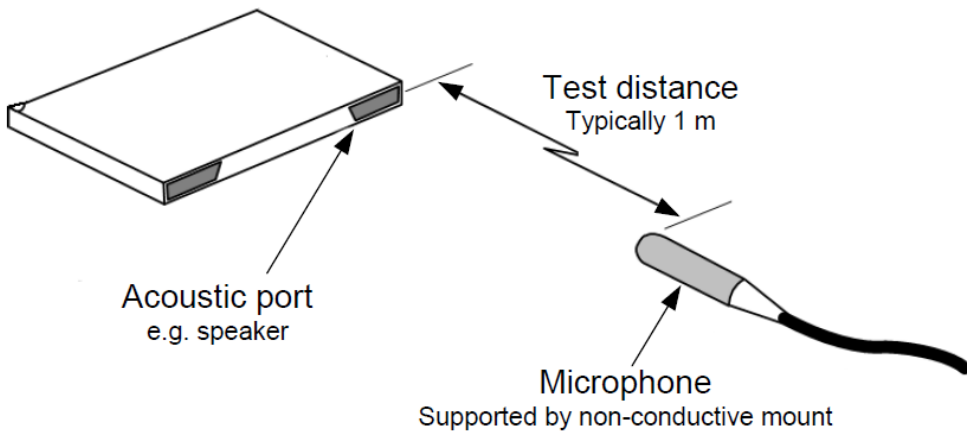 Test distance
Typically 1 m
Acoustic port
e.g. speaker
Microphone
Supported by non-conductive mount